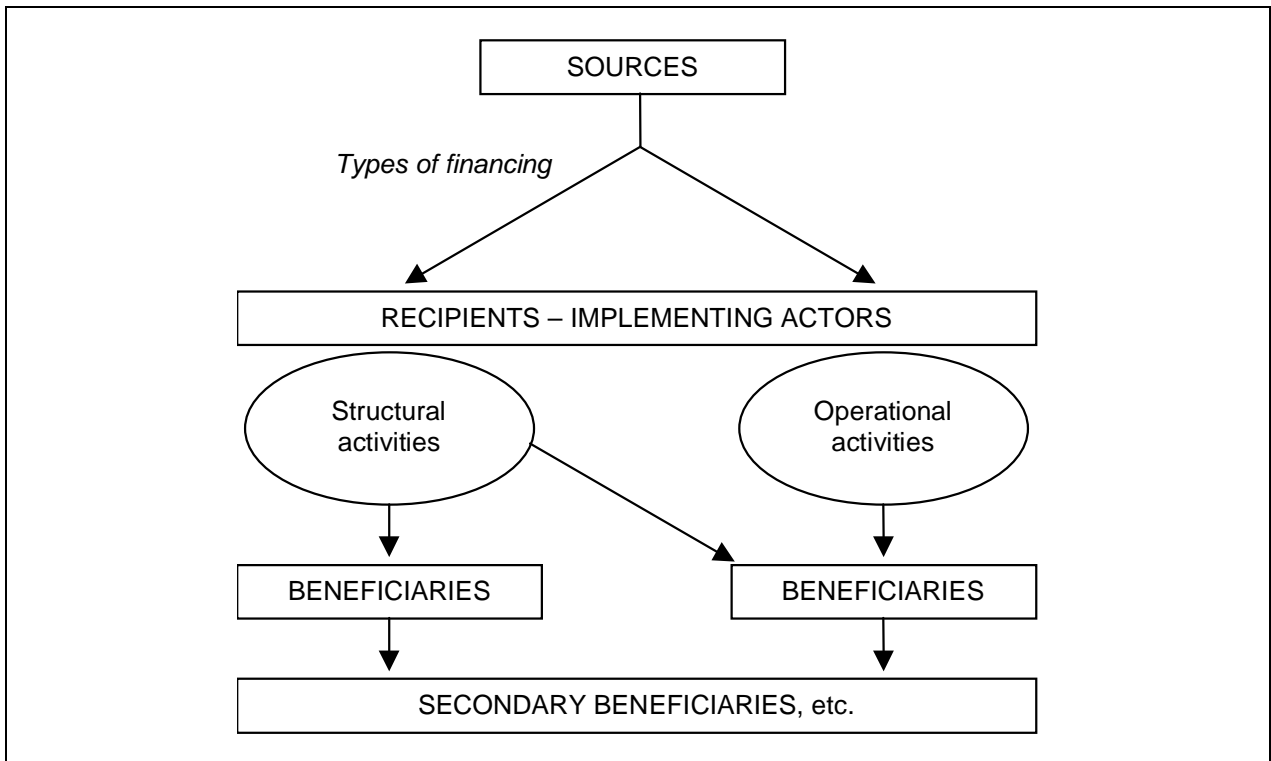 SOURCES
Types of financing
RECIPIENTS – IMPLEMENTING ACTORS
Structural
activities
Operational
activities
BENEFICIARIES
BENEFICIARIES
SECONDARY BENEFICIARIES, etc.